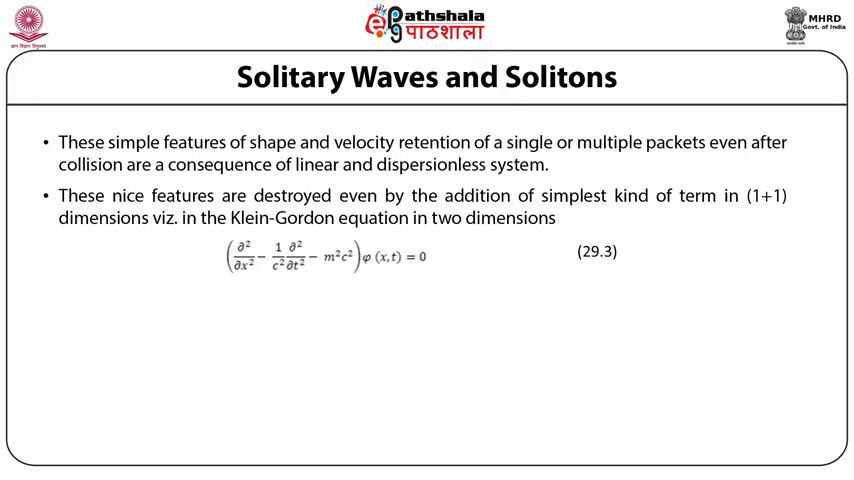 ePathshala
पाठशाला
MHRD
Govt. of India
Solitary Waves and Solitons
• These simple features of shape and velocity retention of a single or multiple packets even after
collision are a consequence of linear and dispersionless system.
• These nice features are destroyed even by the addition of simplest kind of term in (1+1)
dimensions viz. in the Klein-Gordon equation in two dimensions
(∂²/∂x² − 1/c² ∂²/∂t² − m²c²) φ (x,t) = 0 (29.3)